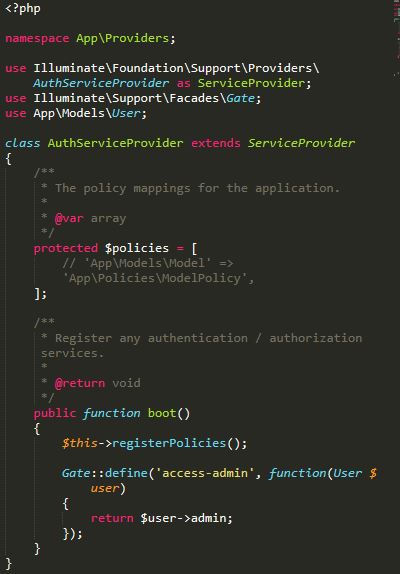 <?php
namespace App\Providers;
use Illuminate\Foundation\Support\Providers\
AuthServiceProvider as ServiceProvider;
use Illuminate\Support\Facades\Gate;
use App\Models\User;
class AuthServiceProvider extends ServiceProvider
{
    /**
     * The policy mappings for the application.
     *
     * @var array
     */
    protected $policies = [
        // 'App\Models\Model' =>
        'App\Policies\ModelPolicy',
    ];
    /**
     * Register any authentication / authorization
     services.
     *
     * @return void
     */
    public function boot()
    {
        $this->registerPolicies();
        Gate::define('access-admin', function(User $
            user)
        {
            return $user->admin;
        });
    }
}